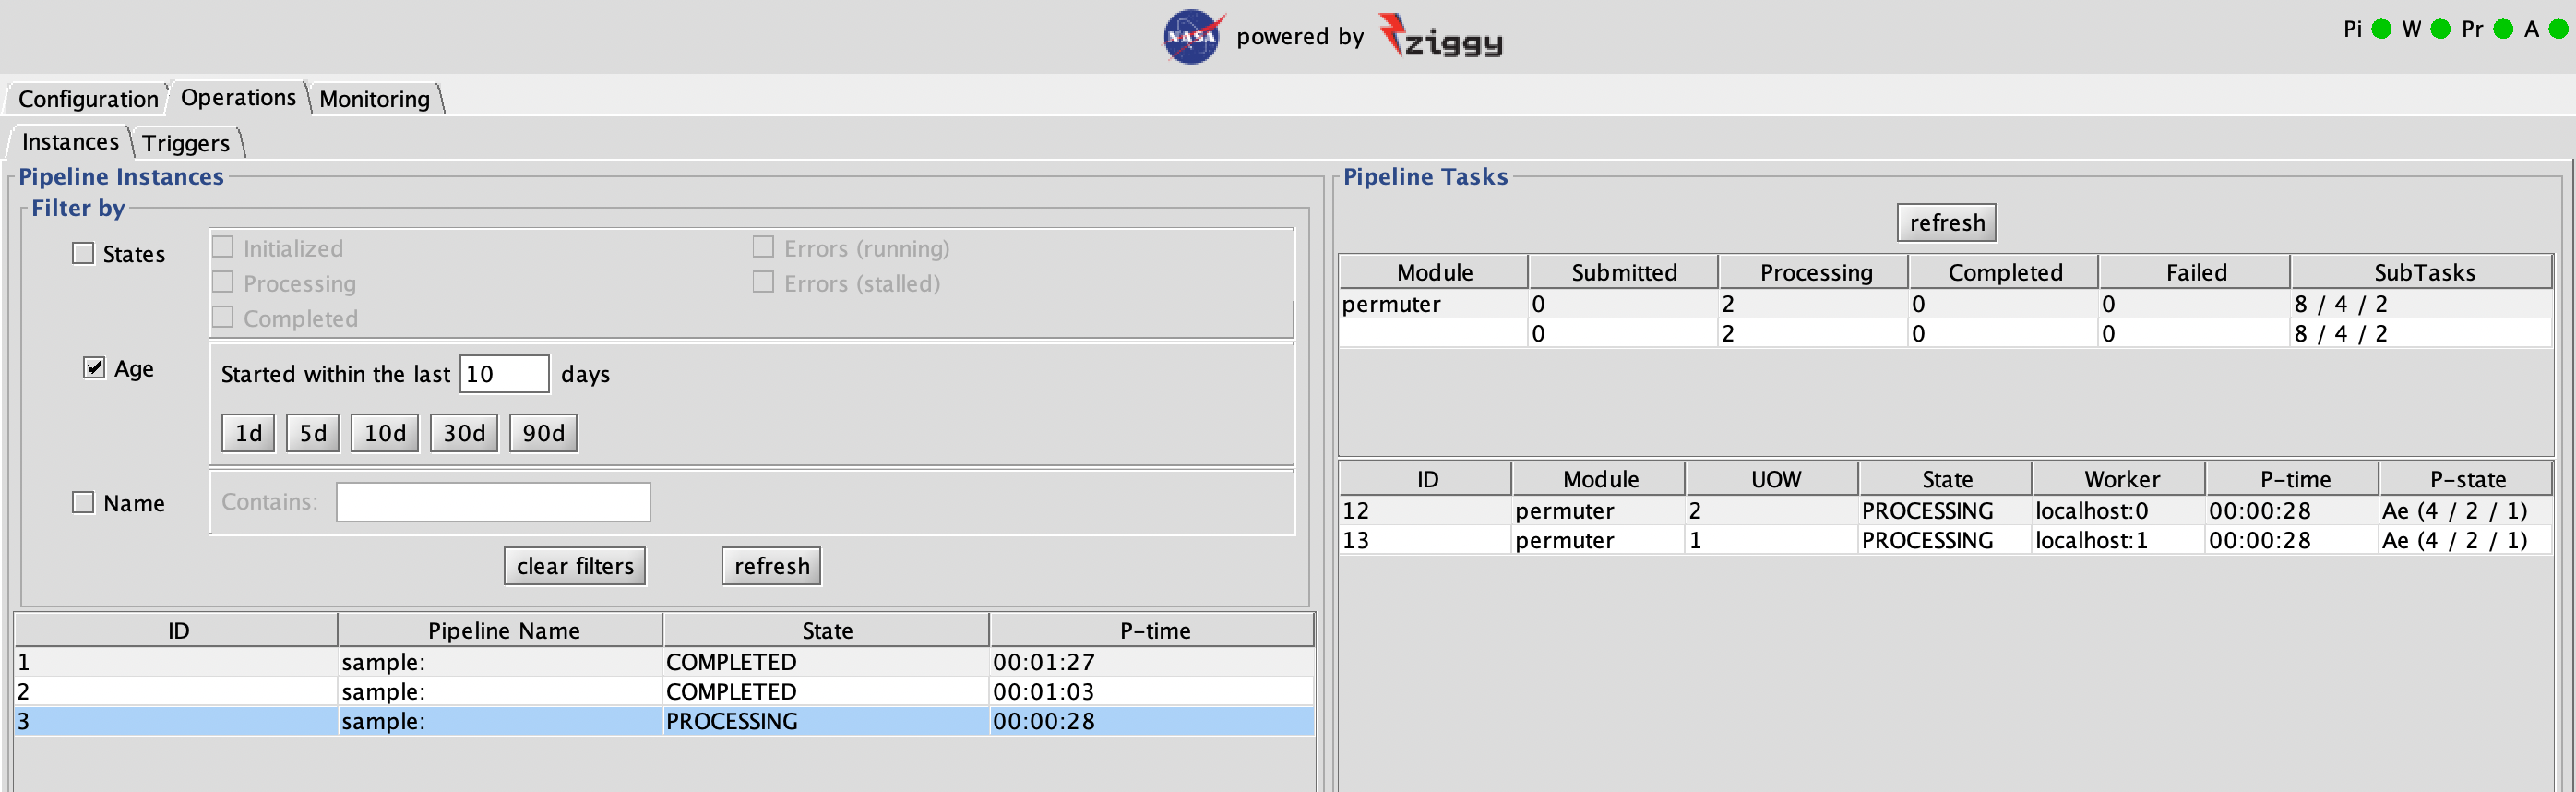 NASA powered by ziggy
Pi W Pr A
Configuration Operations Monitoring
Instances Triggers
Pipeline Instances
Filter by
States
Initialized Errors (running)
Processing Errors (stalled)
Completed
Age
Started within the last 10 days
1d 5d 10d 30d 90d
Name
Contains:
clear filters refresh
ID Pipeline Name State P-time
1 sample: COMPLETED 00:01:27
2 sample: COMPLETED 00:01:03
3 sample: PROCESSING 00:00:28
Pipeline Tasks
refresh
Module Submitted Processing Completed Failed SubTasks
permuter 0 2 0 0 8 / 4 / 2
0 2 0 0 8 / 4 / 2
ID Module UOW State Worker P-time P-state
12 permuter 2 PROCESSING localhost:0 00:00:28 Ae (4 / 2 / 1)
13 permuter 1 PROCESSING localhost:1 00:00:28 Ae (4 / 2 / 1)